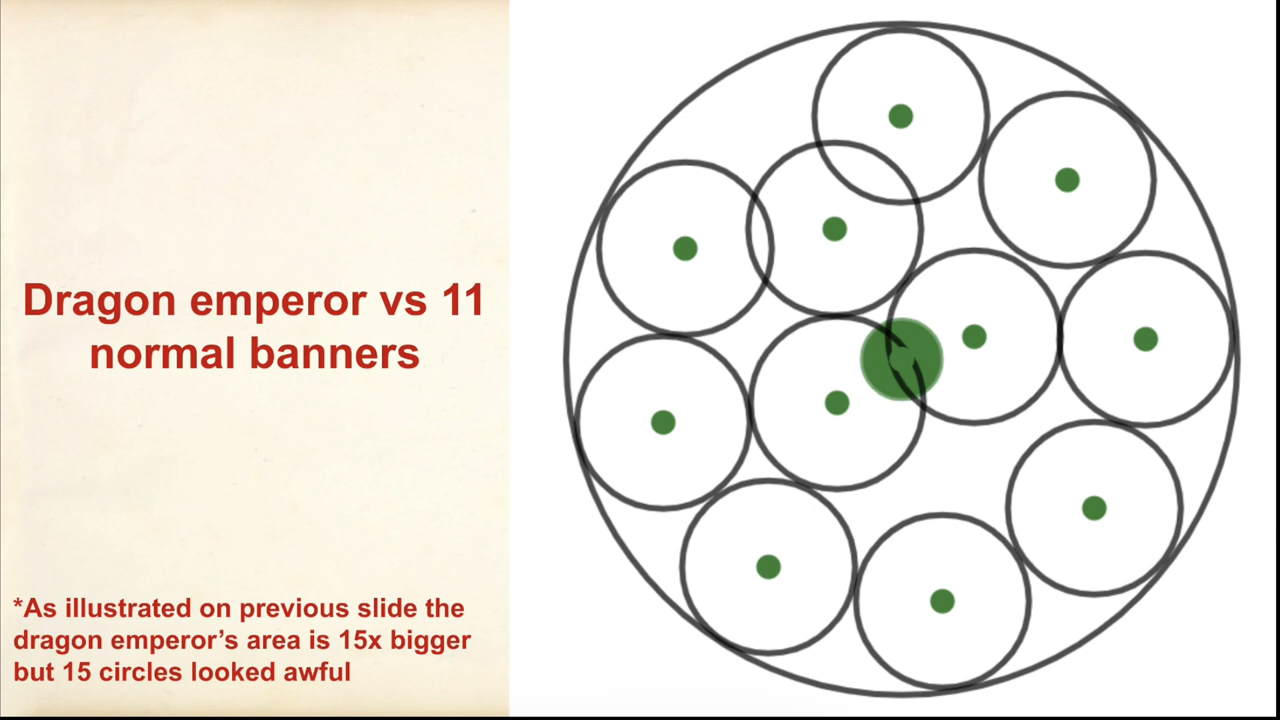 Dragon emperor vs 11
normal banners
*As illustrated on previous slide the
dragon emperor’s area is 15x bigger
but 15 circles looked awful